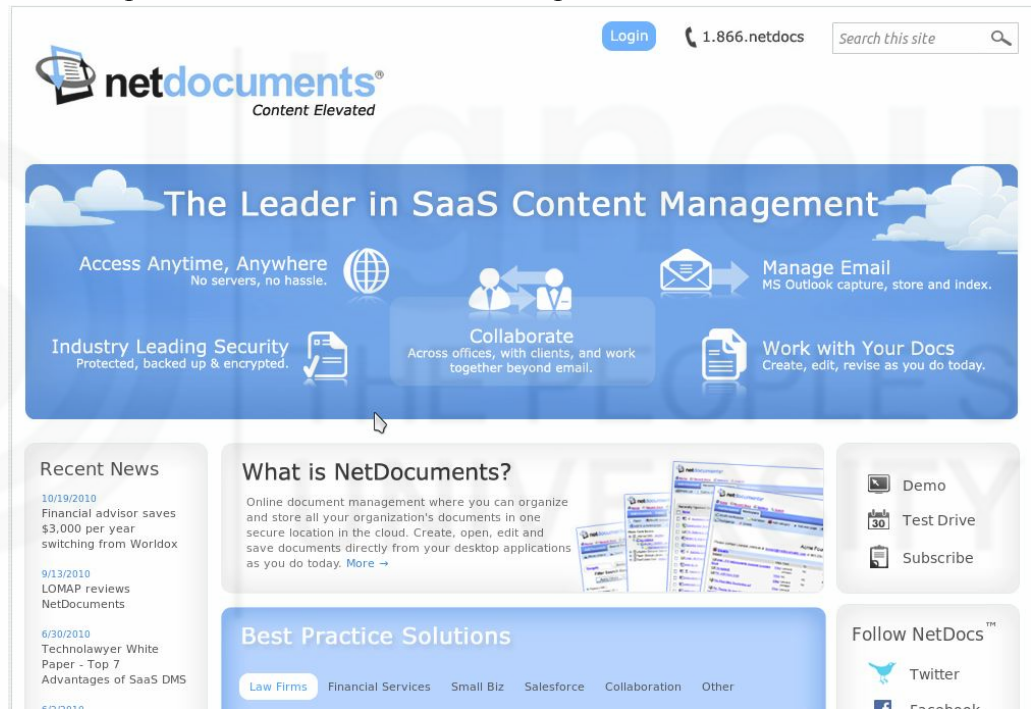 Login
1.866.netdocs
Search this site
netdocuments®
Content Elevated
The Leader in SaaS Content Management
Access Anytime, Anywhere
No servers, no hassle.
Manage Email
MS Outlook capture, store and index.
Industry Leading Security
Protected, backed up & encrypted.
Collaborate
Across offices, with clients, and work
together beyond email.
Work with Your Docs
Create, edit, revise as you do today.
Recent News
10/19/2010
Financial advisor saves
$3,000 per year
switching from Worldox
9/13/2010
LOMAP reviews
NetDocuments
6/30/2010
Technolawyer White
Paper - Top 7
Advantages of SaaS DMS
What is NetDocuments?
Online document management where you can organize
and store all your organization's documents in one
secure location in the cloud. Create, open, edit and
save documents directly from your desktop applications
as you do today. More →
Demo
30
Test Drive
Subscribe
Best Practice Solutions
Law Firms Financial Services Small Biz Salesforce Collaboration Other
Follow NetDocs™
Twitter
Facebook
ignou
THE PEOPLE'S
UNIVERSITY